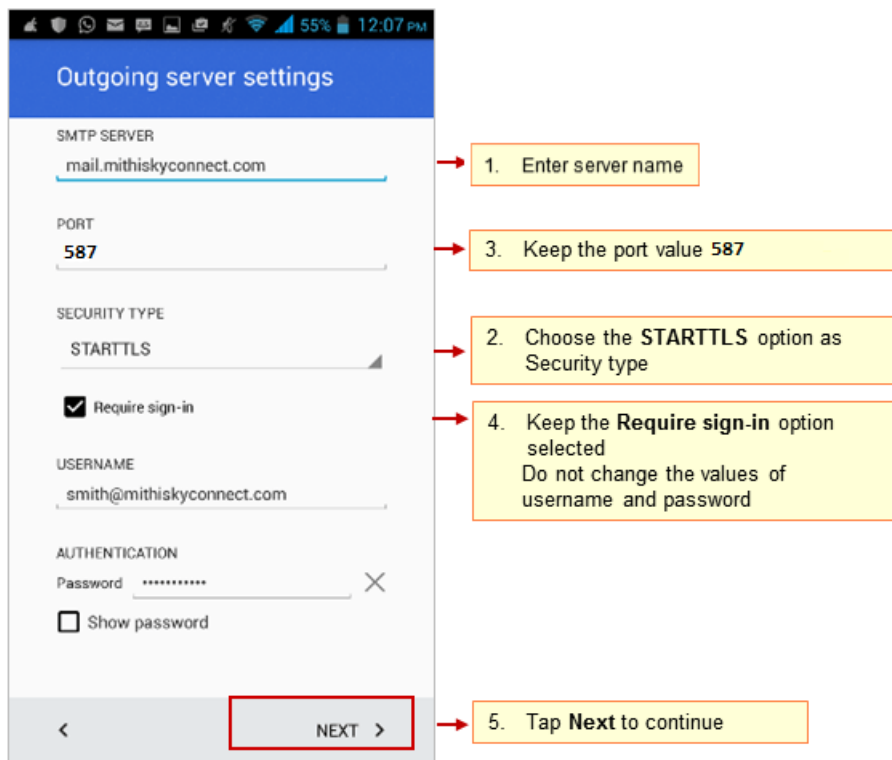 55% 12:07 PM
Outgoing server settings
SMTP SERVER
mail.mithiskyconnect.com
1. Enter server name
PORT
587
3. Keep the port value 587
SECURITY TYPE
STARTTLS
2. Choose the STARTTLS option as
Security type
Require sign-in
4. Keep the Require sign-in option
selected
Do not change the values of
username and password
USERNAME
smith@mithiskyconnect.com
AUTHENTICATION
Password •••••••••••
Show password
NEXT
5. Tap Next to continue